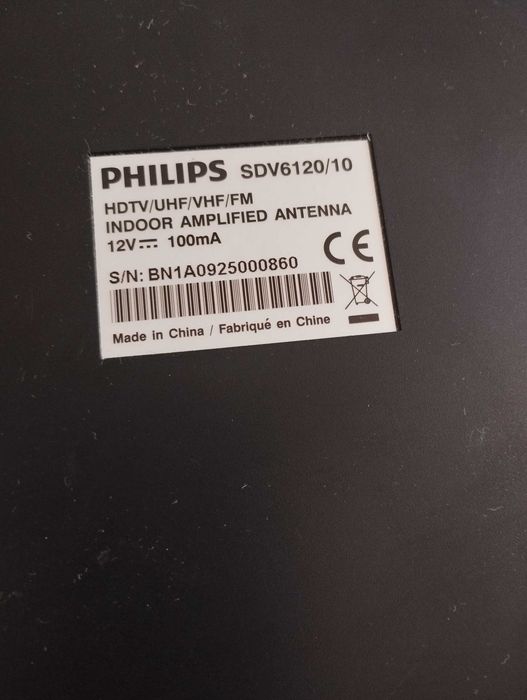 PHILIPS SDV6120/10
HDTV/UHF/VHF/FM
INDOOR AMPLIFIED ANTENNA
12V⎓ 100mA
CE
S/N: BN1A0925000860
Made in China / Fabriqué en Chine